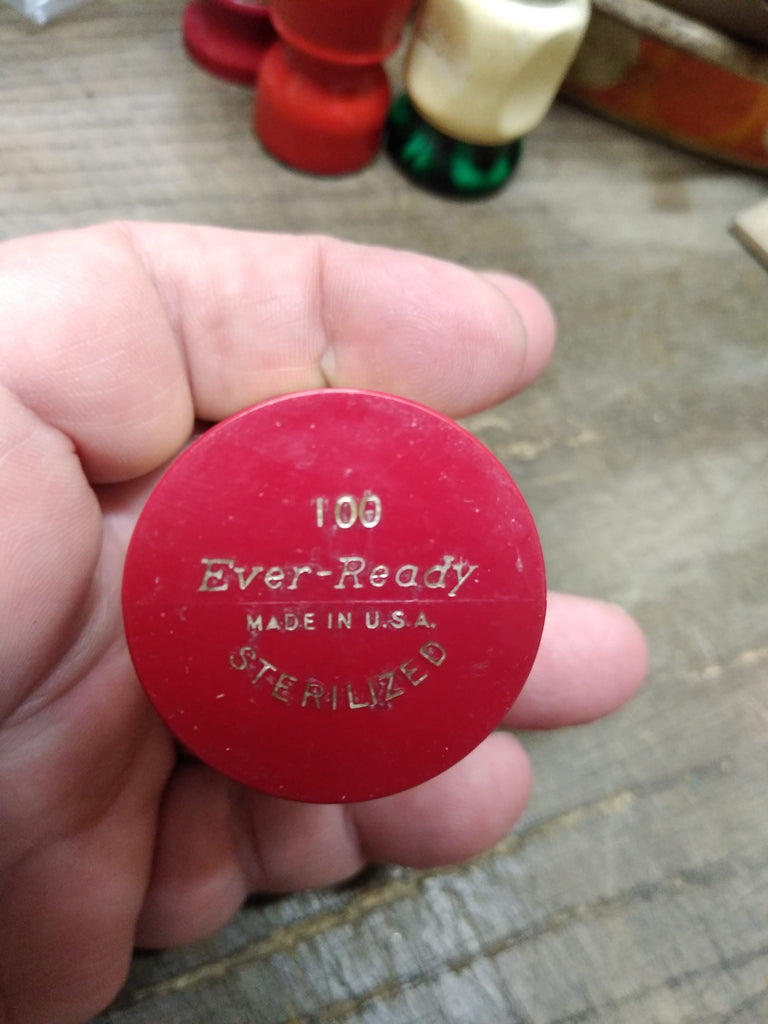 100
Ever-Ready
MADE IN U.S.A.
STERILIZED